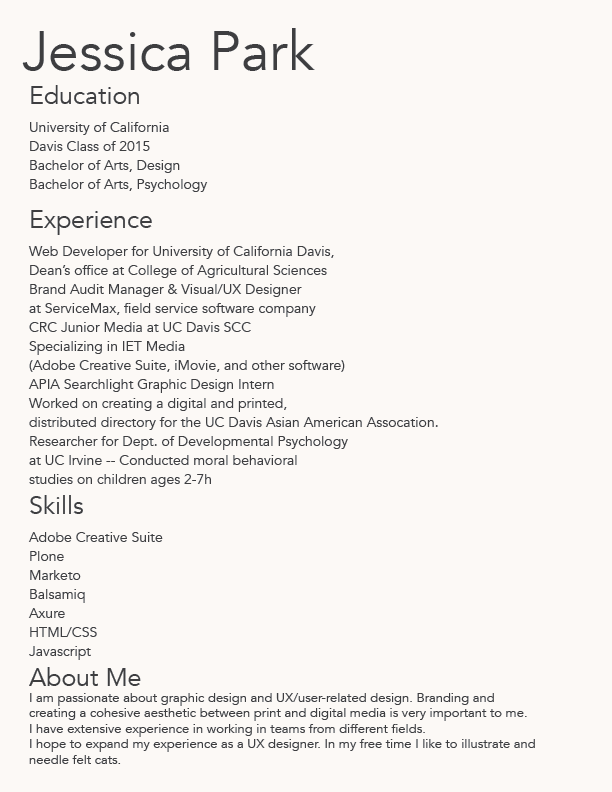 Jessica Park
Education
University of California
Davis Class of 2015
Bachelor of Arts, Design
Bachelor of Arts, Psychology
Experience
Web Developer for University of California Davis,
Dean's office at College of Agricultural Sciences
Brand Audit Manager & Visual/UX Designer
at ServiceMax, field service software company
CRC Junior Media at UC Davis SCC
Specializing in IET Media
(Adobe Creative Suite, iMovie, and other software)
APIA Searchlight Graphic Design Intern
Worked on creating a digital and printed,
distributed directory for the UC Davis Asian American Assocation.
Researcher for Dept. of Developmental Psychology
at UC Irvine -- Conducted moral behavioral
studies on children ages 2-7h
Skills
Adobe Creative Suite
Plone
Marketo
Balsamiq
Axure
HTML/CSS
Javascript
About Me
I am passionate about graphic design and UX/user-related design. Branding and
creating a cohesive aesthetic between print and digital media is very important to me.
I have extensive experience in working in teams from different fields.
I hope to expand my experience as a UX designer. In my free time I like to illustrate and
needle felt cats.